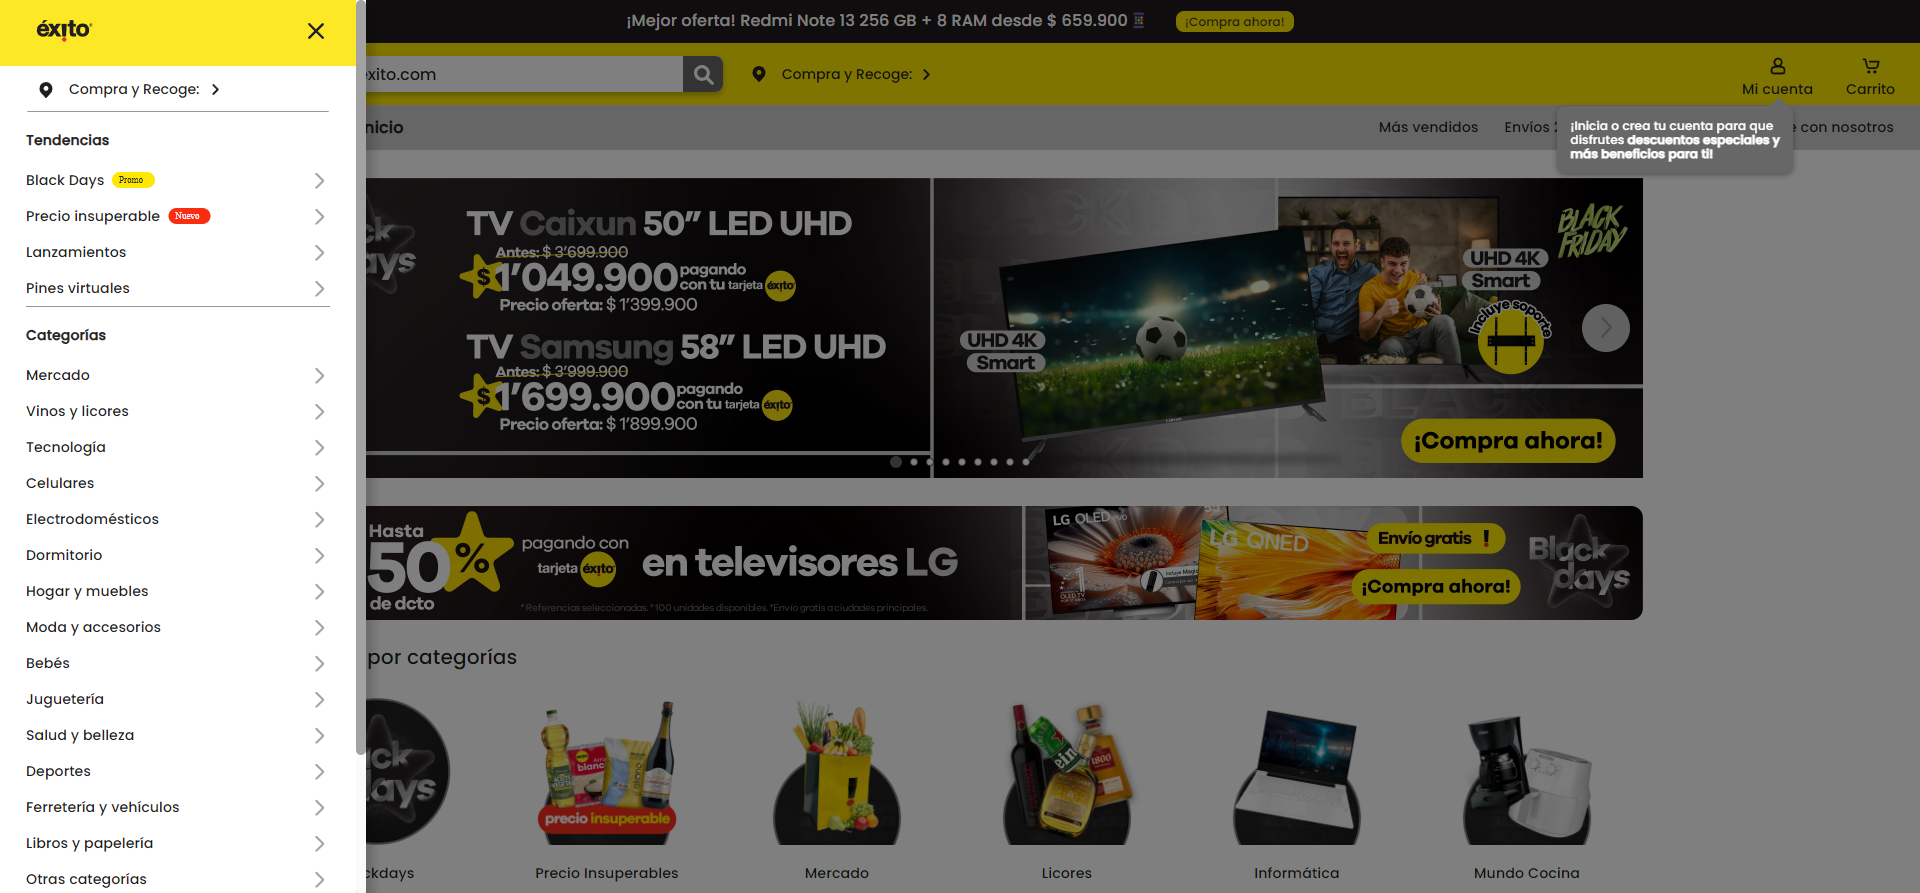 éxito
Compra y Recoge:
Tendencias
Black Days Promo
Precio insuperable Nuevo
Lanzamientos
Pines virtuales
Categorías
Mercado
Vinos y licores
Tecnología
Celulares
Electrodomésticos
Dormitorio
Hogar y muebles
Moda y accesorios
Bebés
Juguetería
Salud y belleza
Deportes
Ferretería y vehículos
Libros y papelería
Otras categorías
¡Mejor oferta! Redmi Note 13 256 GB + 8 RAM desde $ 659.900
¡Compra ahora!
exito.com
Compra y Recoge:
Mi cuenta
Carrito
nicio
Más vendidos
Envíos
e con nosotros
¡Inicia o crea tu cuenta para que
disfrutes descuentos especiales y
más beneficios para ti!
TV Caixun 50” LED UHD
Antes: $ 3’699.900
$1’049.900 pagando
con tu tarjeta éxito
Precio oferta: $ 1’399.900
TV Samsung 58” LED UHD
Antes: $ 3’999.900
$1’699.900 pagando
con tu tarjeta éxito
Precio oferta: $ 1’899.900
UHD 4K
Smart
BLACK
FRIDAY
UHD 4K
Smart
Incluye soporte
¡Compra ahora!
Hasta
50%
de dcto
pagando con
tarjeta éxito
en televisores LG
*Referencias seleccionadas. *100 unidades disponibles. *Envío gratis a ciudades principales.
LG OLED evo
LG QNED
Envío gratis
¡Compra ahora!
Black
days
por categorías
ck
ays
precio insuperable
ckdays
Precio Insuperables
Mercado
Licores
Informática
Mundo Cocina